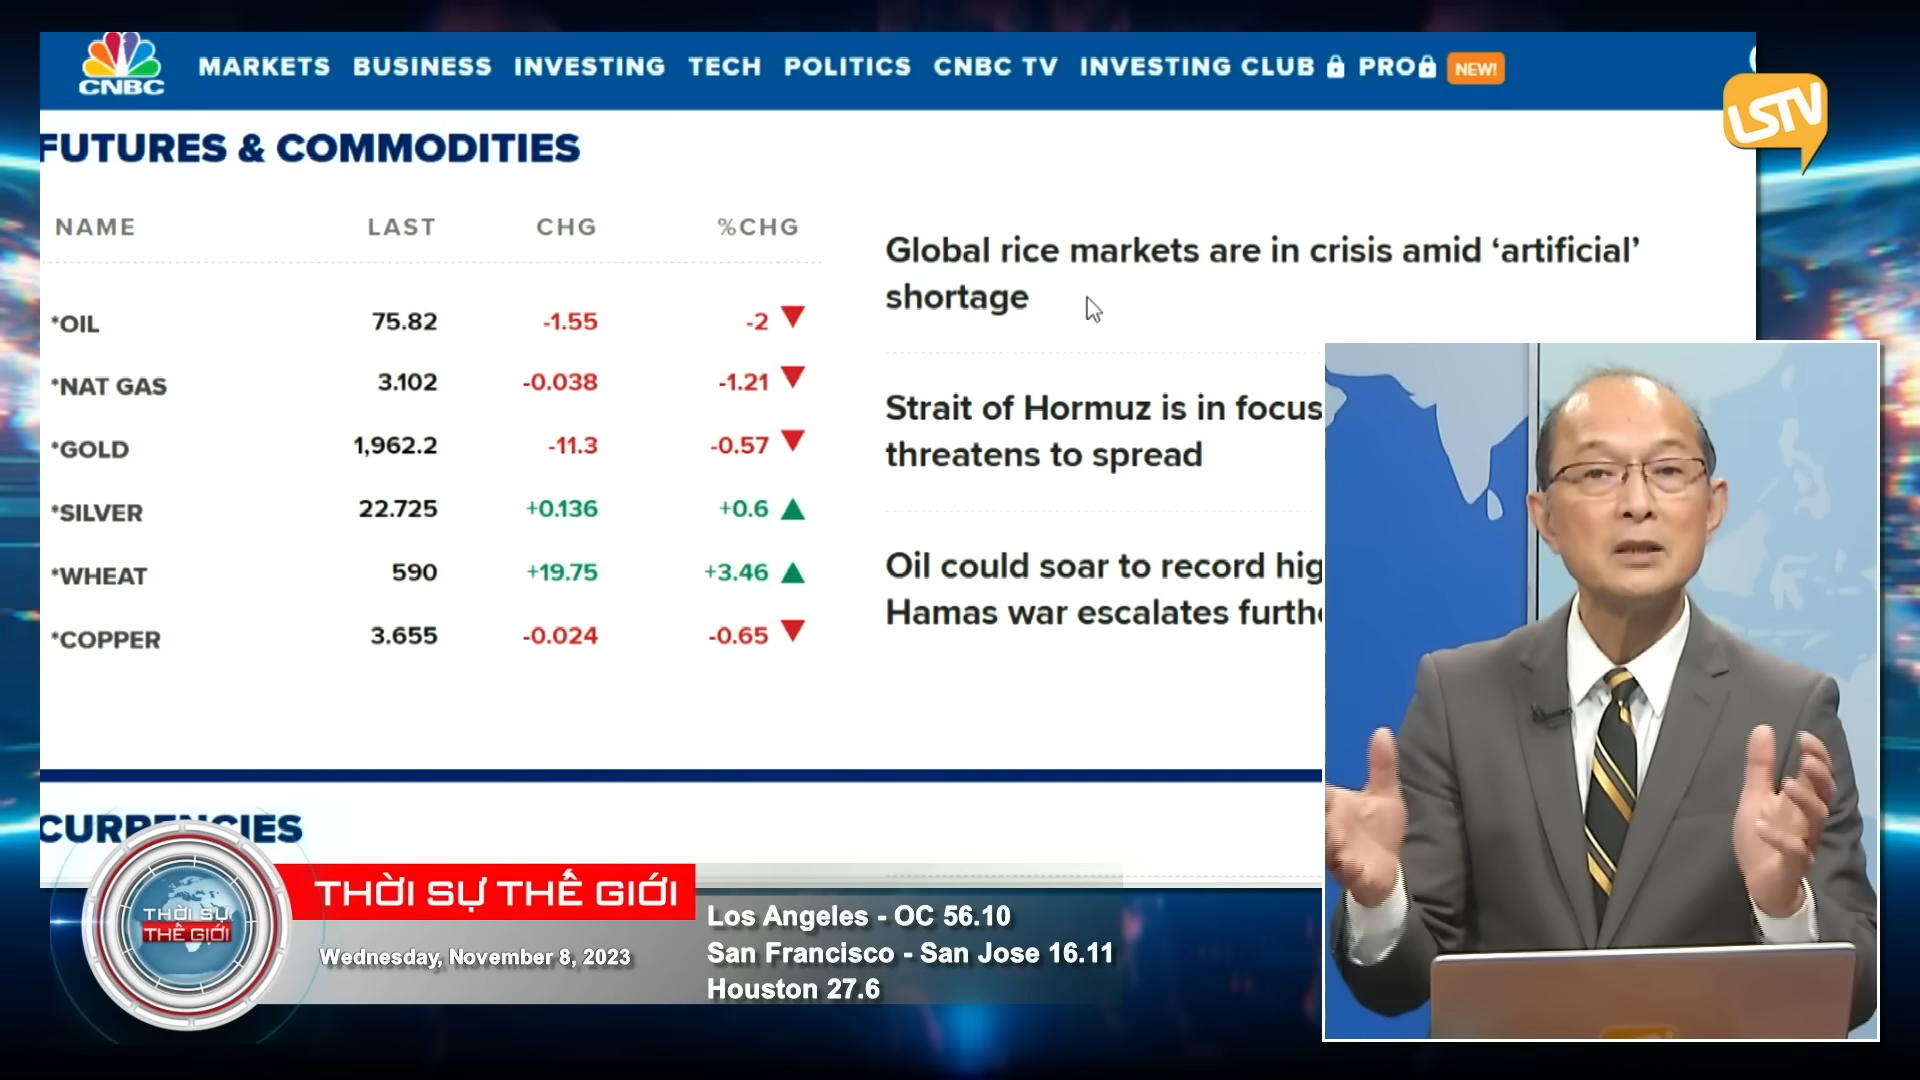 CNBC
MARKETS BUSINESS INVESTING TECH POLITICS CNBC TV INVESTING CLUB PRO NEW!
LSTV
FUTURES & COMMODITIES
NAME LAST CHG %CHG
*OIL 75.82 -1.55 -2
*NAT GAS 3.102 -0.038 -1.21
*GOLD 1,962.2 -11.3 -0.57
*SILVER 22.725 +0.136 +0.6
*WHEAT 590 +19.75 +3.46
*COPPER 3.655 -0.024 -0.65
Global rice markets are in crisis amid ‘artificial’
shortage
Strait of Hormuz is in focus
threatens to spread
Oil could soar to record hig
Hamas war escalates furthe
CURRENCIES
THỜI SỰ
THẾ GIỚI
THỜI SỰ THẾ GIỚI
Wednesday, November 8, 2023
Los Angeles - OC 56.10
San Francisco - San Jose 16.11
Houston 27.6